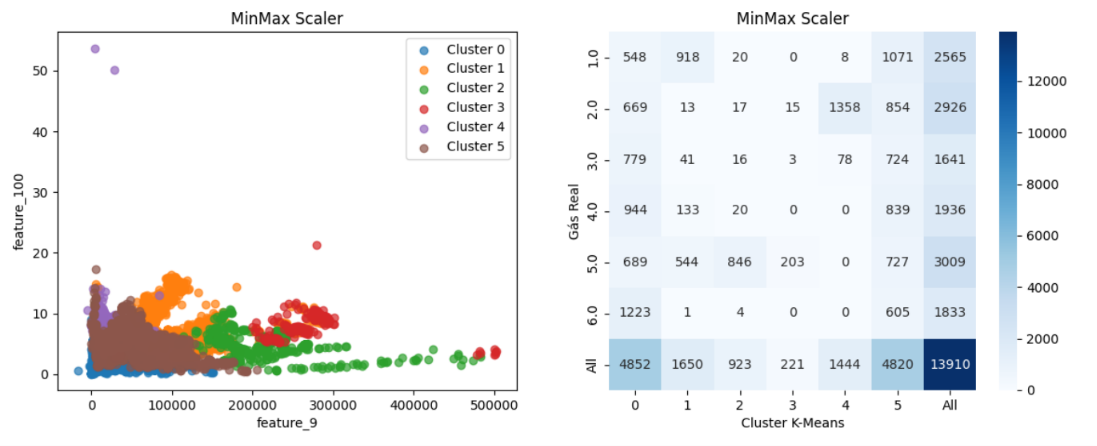 MinMax Scaler
Cluster 0
Cluster 1
Cluster 2
Cluster 3
Cluster 4
Cluster 5
50
40
30
20
10
0
feature_100
0 100000 200000 300000 400000 500000
feature_9
MinMax Scaler
Gás Real
1.0 548 918 20 0 8 1071 2565
2.0 669 13 17 15 1358 854 2926
3.0 779 41 16 3 78 724 1641
4.0 944 133 20 0 0 839 1936
5.0 689 544 846 203 0 727 3009
6.0 1223 1 4 0 0 605 1833
All 4852 1650 923 221 1444 4820 13910
0 1 2 3 4 5 All
Cluster K-Means
12000
10000
8000
6000
4000
2000
0